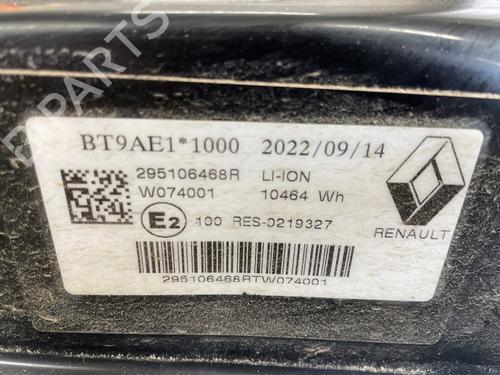 B-PARTS
BT9AE1*1000 2022/09/14
295106468R LI-ION
W074001 10464 Wh
E2 100 RES-0219327
RENAULT
295106468RTW074001